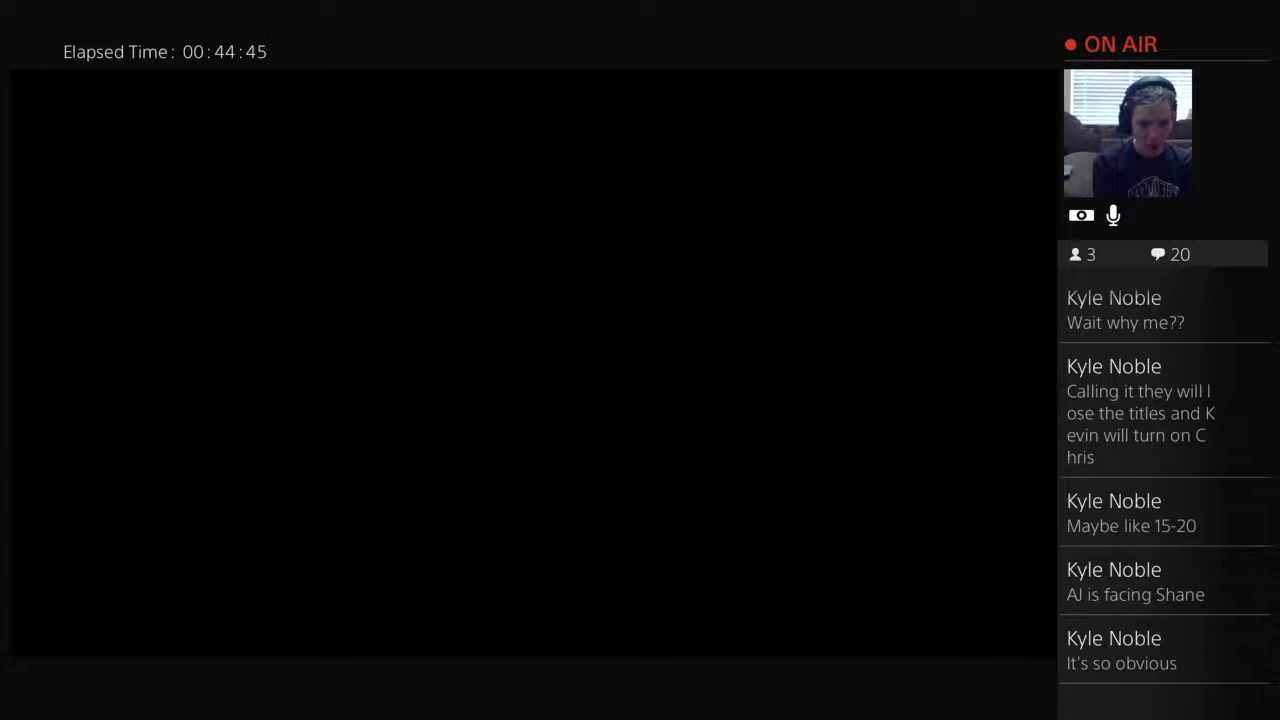 Elapsed Time: 00:44:45
ON AIR
3 20
Kyle Noble
Wait why me??
Kyle Noble
Calling it they will l
ose the titles and K
evin will turn on C
hris
Kyle Noble
Maybe like 15-20
Kyle Noble
AJ is facing Shane
Kyle Noble
It's so obvious